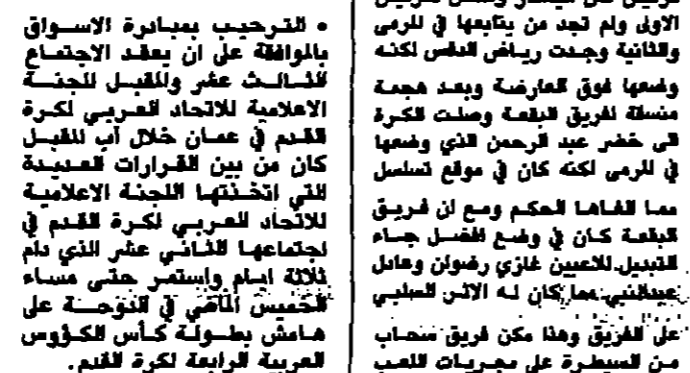 الاولى ولم تجد من يتابعها في المرمى
والثانية وجدت رياض الدقس لكنه
وضعها فوق العارضة وبعد هجمة
منسقة لفريق البقعة وصلت الكرة
الى خضر عبد الرحمن الذي وضعها
في المرمى لكنه كان في موقع تسلسل
مما الغاها الحكم ومع ان فريق
البقعة كان في وضع افضل جاء
التبديل للاعبين غازي رضوان وعادل
عبدالنبي مما كان له الاثر السلبي
على الفريق وهذا مكن فريق سحاب
من السيطرة على مجريات اللعب
• الترحيب بمبادرة الاسواق
بالموافقة على ان يعقد الاجتماع
الثالث عشر والمقبل للجنة
الاعلامية للاتحاد العربي لكرة
القدم في عمان خلال آب المقبل
كان من بين القرارات العديدة
التي اتخذتها اللجنة الاعلامية
للاتحاد العربي لكرة القدم في
اجتماعها الثاني عشر الذي دام
ثلاثة ايام واستمر حتى مساء
الخميس الماضي في الدوحة على
هامش بطولة كأس الكؤوس
العربية الرابعة لكرة القدم.